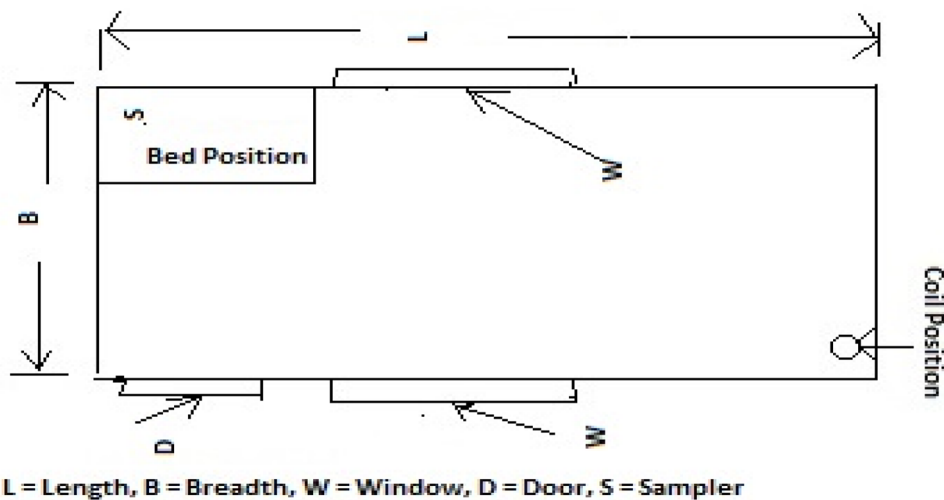 L
S
Bed Position
W
B
Coil Position
D
W
L = Length, B = Breadth, W = Window, D = Door, S = Sampler